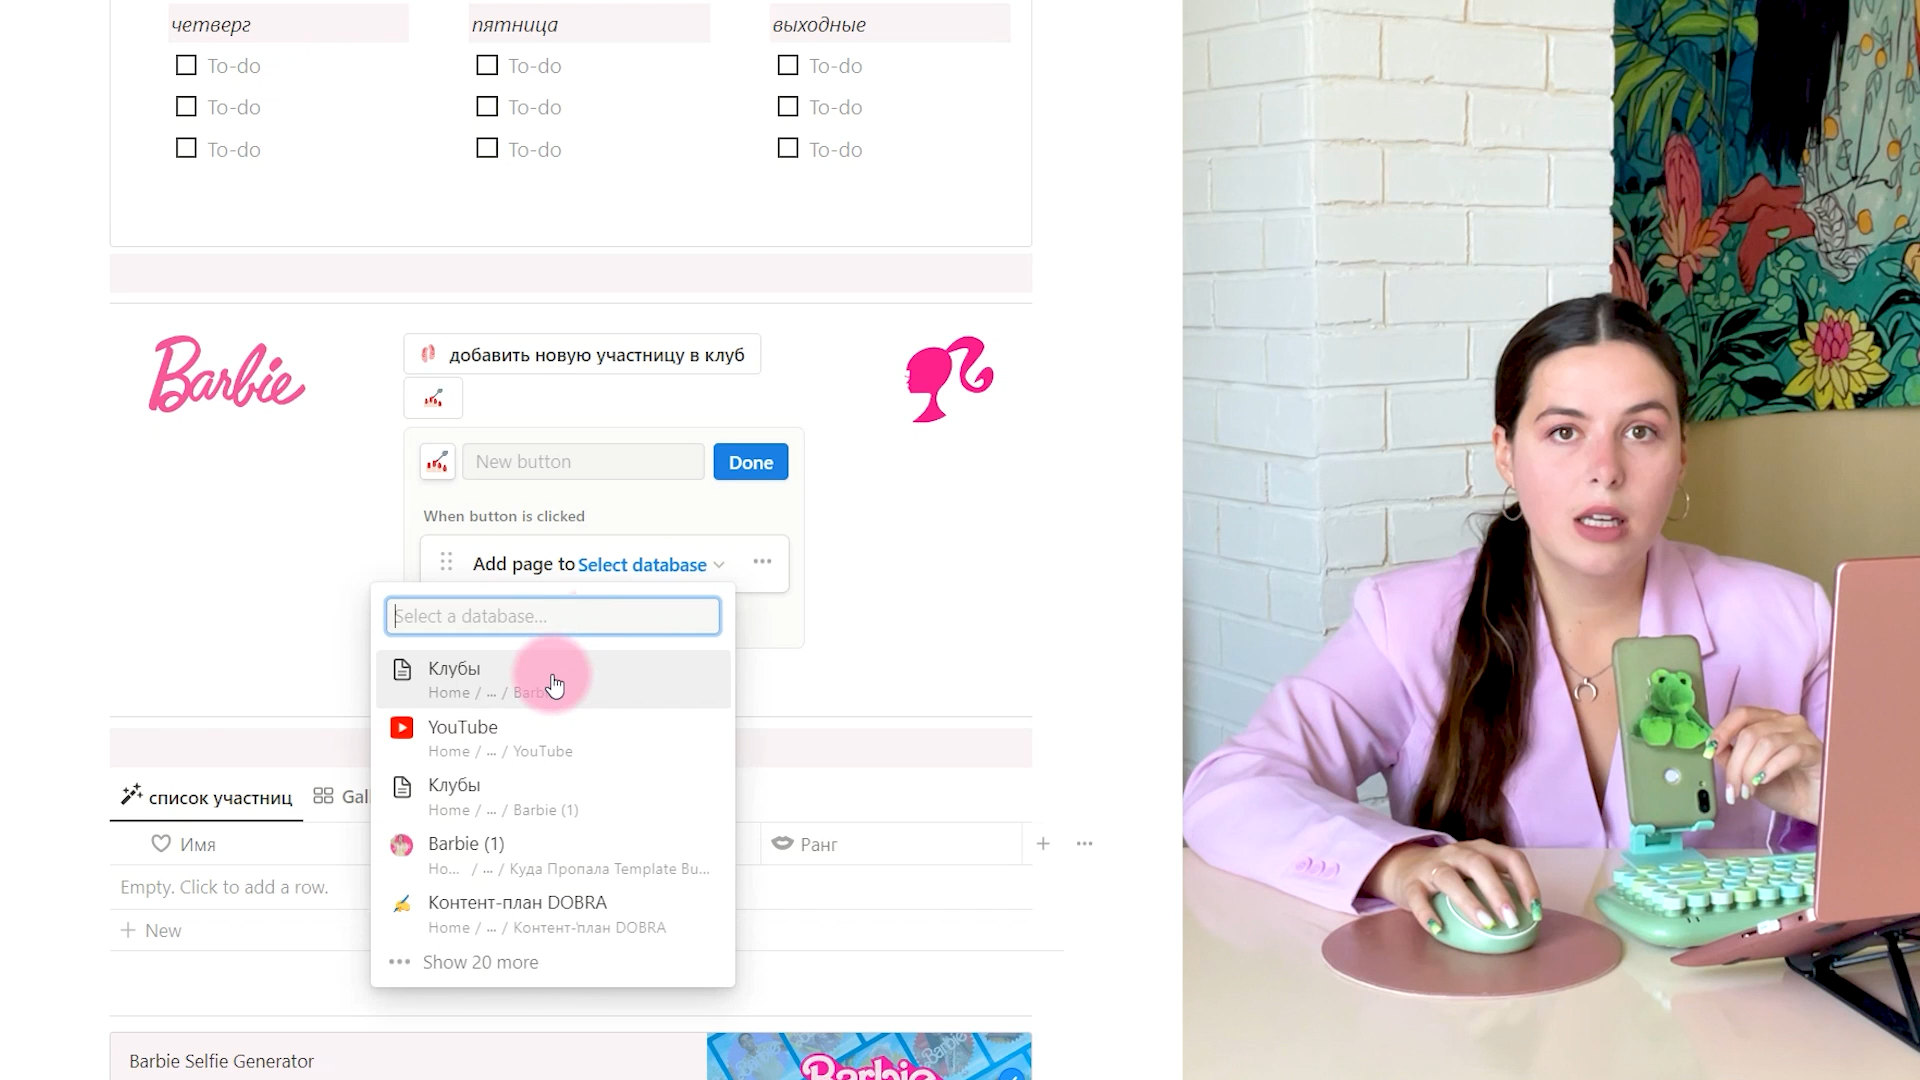 четверг
пятница
выходные
To-do
To-do
To-do
To-do
To-do
To-do
To-do
To-do
To-do
Barbie
добавить новую участницу в клуб
New button
Done
When button is clicked
Add page to Select database
Select a database...
Клубы
Home / ... / Barb
YouTube
Home / ... / YouTube
Клубы
Home / ... / Barbie (1)
Barbie (1)
Ho... / ... / Куда Пропала Template Bu...
Контент-план DOBRA
Home / ... / Контент-план DOBRA
Show 20 more
список участниц
Gal
Имя
Ранг
Empty. Click to add a row.
New
Barbie Selfie Generator
Barbie